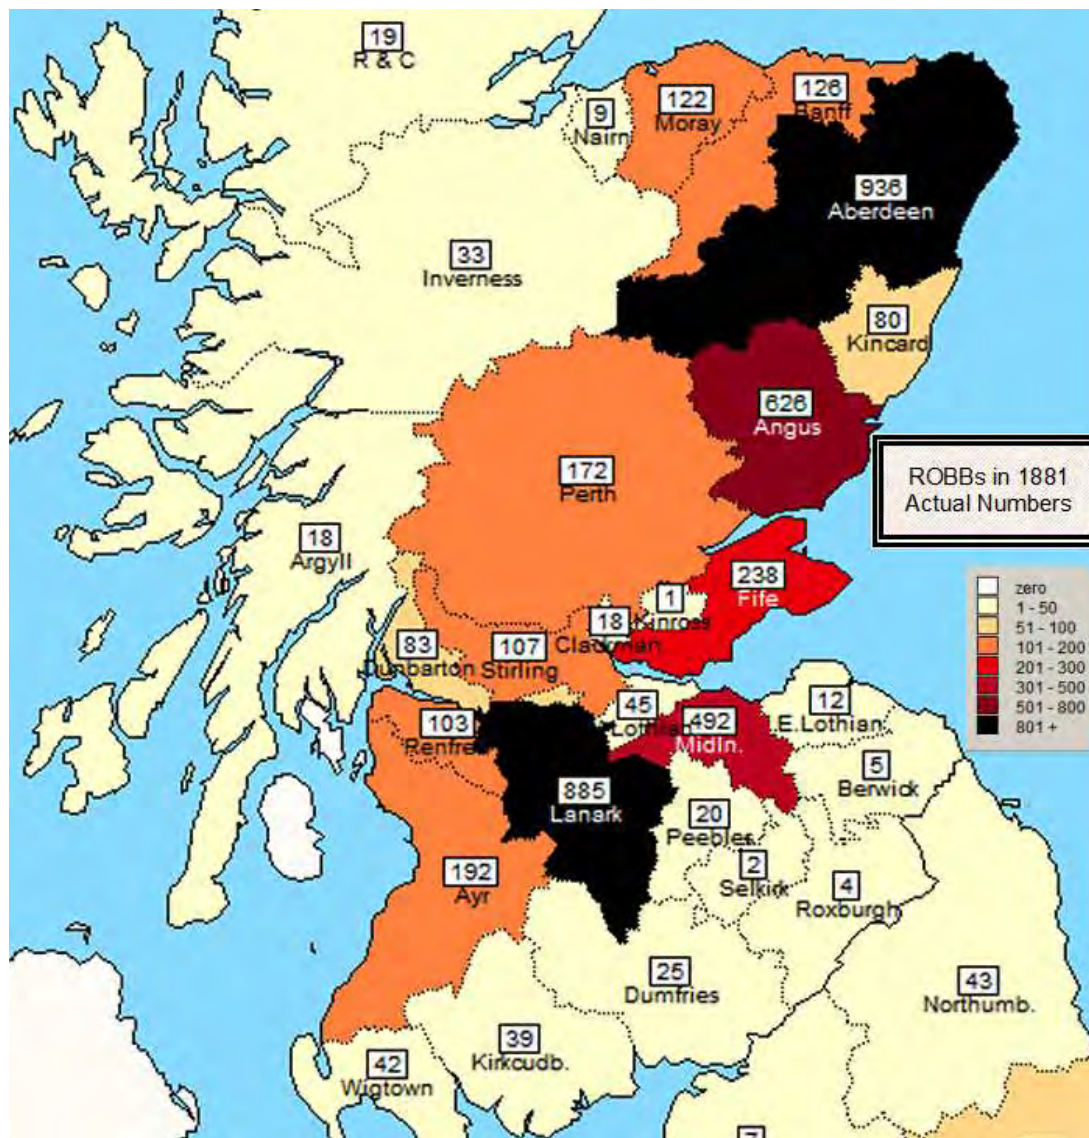 19
R & C
9
Nairn
122
Moray
126
Banff
936
Aberdeen
33
Inverness
80
Kincard
626
Angus
ROBBs in 1881
Actual Numbers
172
Perth
18
Argyll
238
Fife
1
Kinross
18
Clackman
83
Dunbarton
107
Stirling
zero
1 - 50
51 - 100
101 - 200
201 - 300
301 - 500
501 - 800
801 +
103
Renfrew
45
Lothian
492
Midln.
12
E.Lothian
5
Berwick
885
Lanark
20
Peebles
2
Selkirk
4
Roxburgh
192
Ayr
25
Dumfries
43
Northumb.
39
Kirkcudb.
42
Wigtown